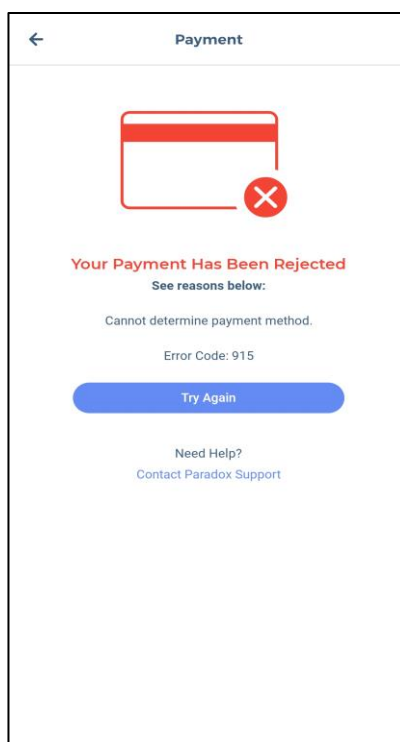 Payment
Your Payment Has Been Rejected
See reasons below:
Cannot determine payment method.
Error Code: 915
Try Again
Need Help?
Contact Paradox Support